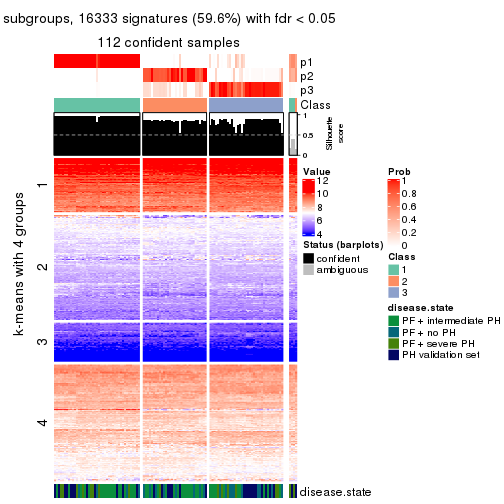 subgroups, 16333 signatures (59.6%) with fdr < 0.05
112 confident samples
p1
p2
p3
Class
1
0.5
0
Silhouette
score
k-means with 4 groups
1
2
3
4
disease.state
Value
12
10
8
6
4
Status (barplots)
confident
ambiguous
Prob
1
0.8
0.6
0.4
0.2
0
Class
1
2
3
disease.state
PF + intermediate PH
PF + no PH
PF + severe PH
PH validation set